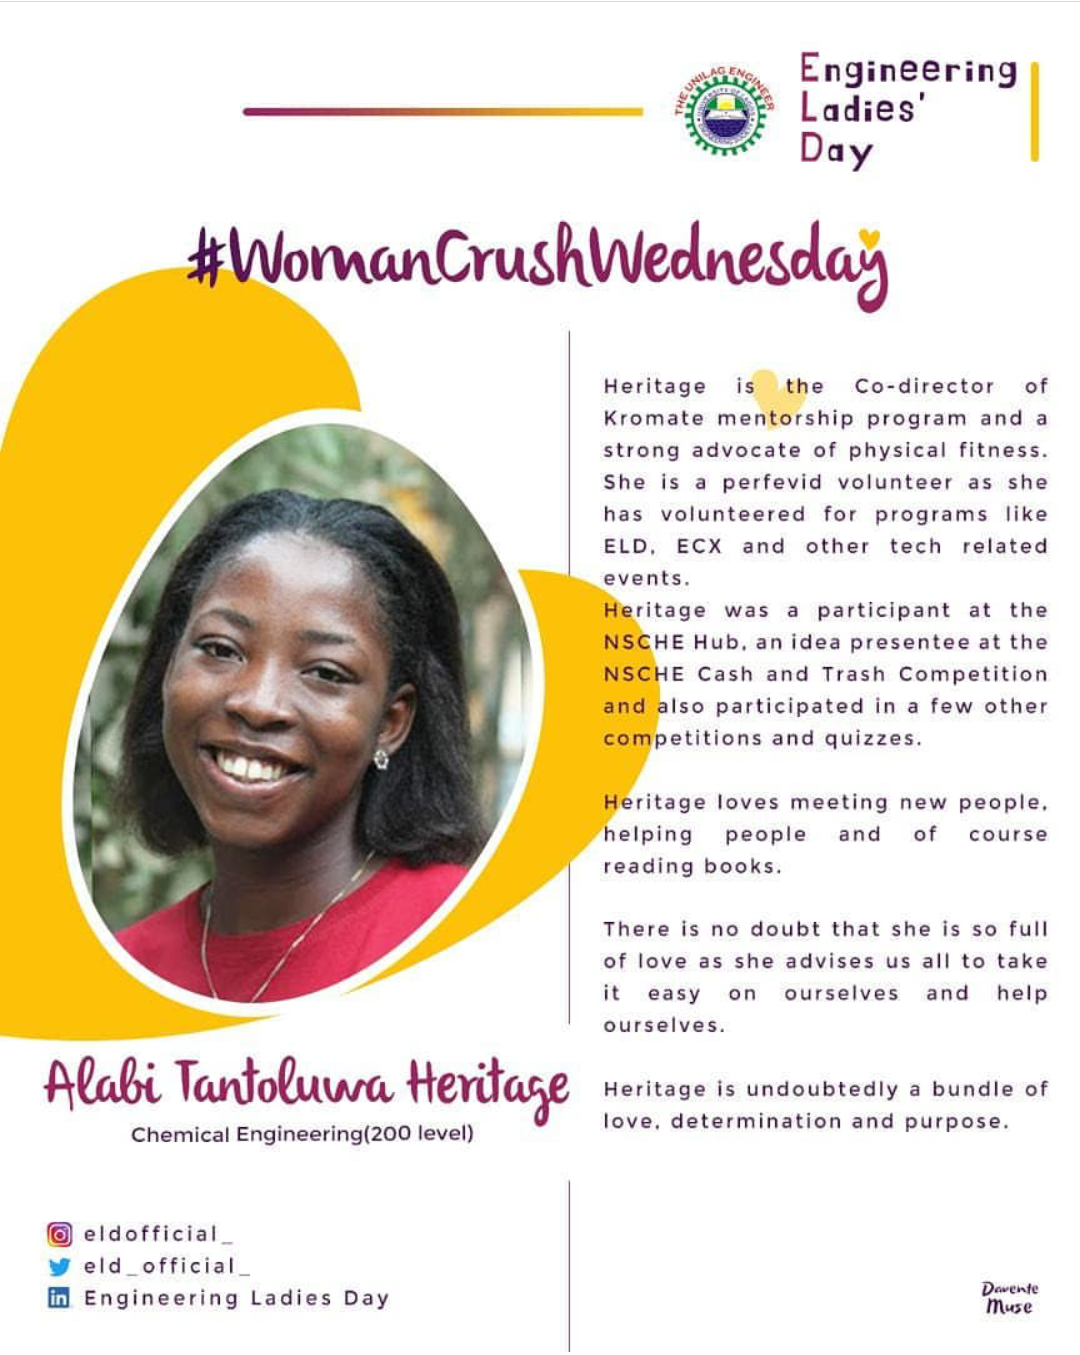 THE UNILAG ENGINEER
Engineering
Ladies'
Day
#WomanCrushWednesday
Heritage is the Co-director of
Kromate mentorship program and a
strong advocate of physical fitness.
She is a perfevid volunteer as she
has volunteered for programs like
ELD, ECX and other tech related
events.
Heritage was a participant at the
NSCHE Hub, an idea presentee at the
NSCHE Cash and Trash Competition
and also participated in a few other
competitions and quizzes.
Heritage loves meeting new people,
helping people and of course
reading books.
There is no doubt that she is so full
of love as she advises us all to take
it easy on ourselves and help
ourselves.
Heritage is undoubtedly a bundle of
love, determination and purpose.
Alabi Tantoluwa Heritage
Chemical Engineering(200 level)
eldofficial_
eld_official_
in Engineering Ladies Day
Davente
Muse